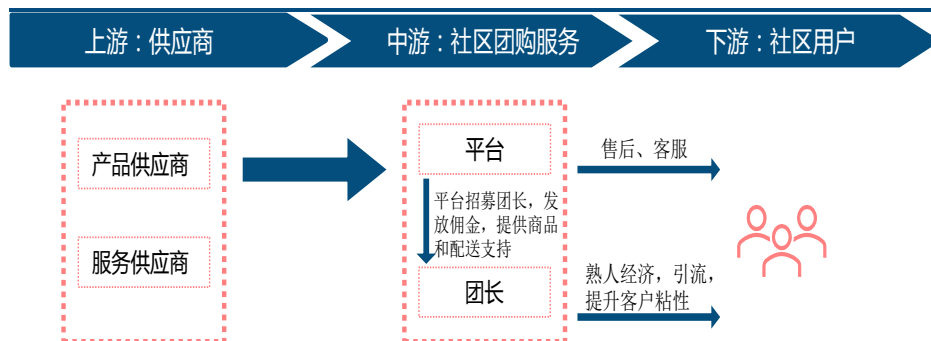 上游：供应商
中游：社区团购服务
下游：社区用户
产品供应商
服务供应商
平台
平台招募团长，发
放佣金，提供商品
和配送支持
团长
售后、客服
熟人经济，引流，
提升客户粘性